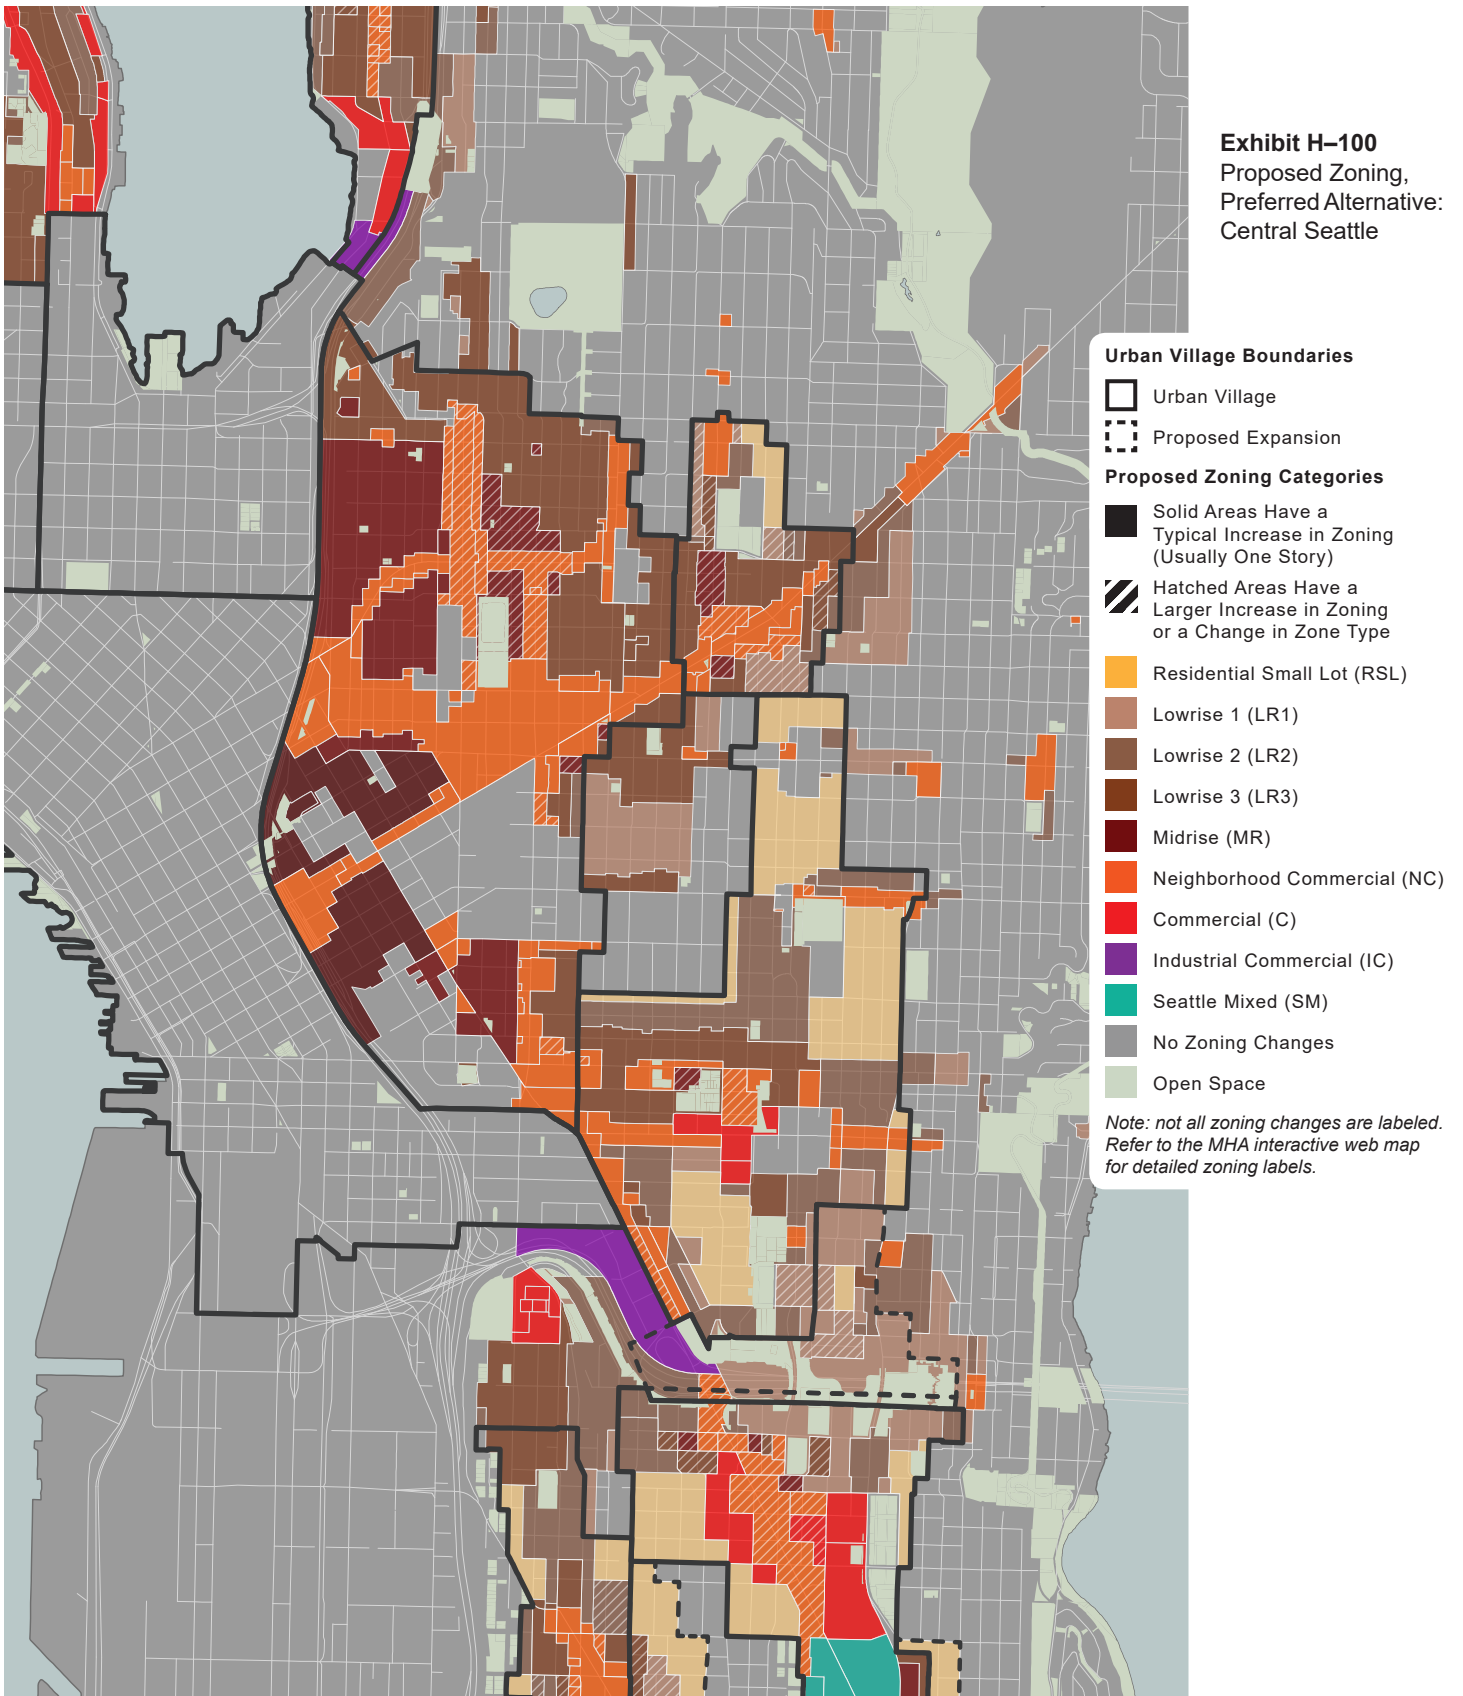 Exhibit H–100
Proposed Zoning,
Preferred Alternative:
Central Seattle
Urban Village Boundaries
Urban Village
Proposed Expansion
Proposed Zoning Categories
Solid Areas Have a
Typical Increase in Zoning
(Usually One Story)
Hatched Areas Have a
Larger Increase in Zoning
or a Change in Zone Type
Residential Small Lot (RSL)
Lowrise 1 (LR1)
Lowrise 2 (LR2)
Lowrise 3 (LR3)
Midrise (MR)
Neighborhood Commercial (NC)
Commercial (C)
Industrial Commercial (IC)
Seattle Mixed (SM)
No Zoning Changes
Open Space
Note: not all zoning changes are labeled.
Refer to the MHA interactive web map
for detailed zoning labels.